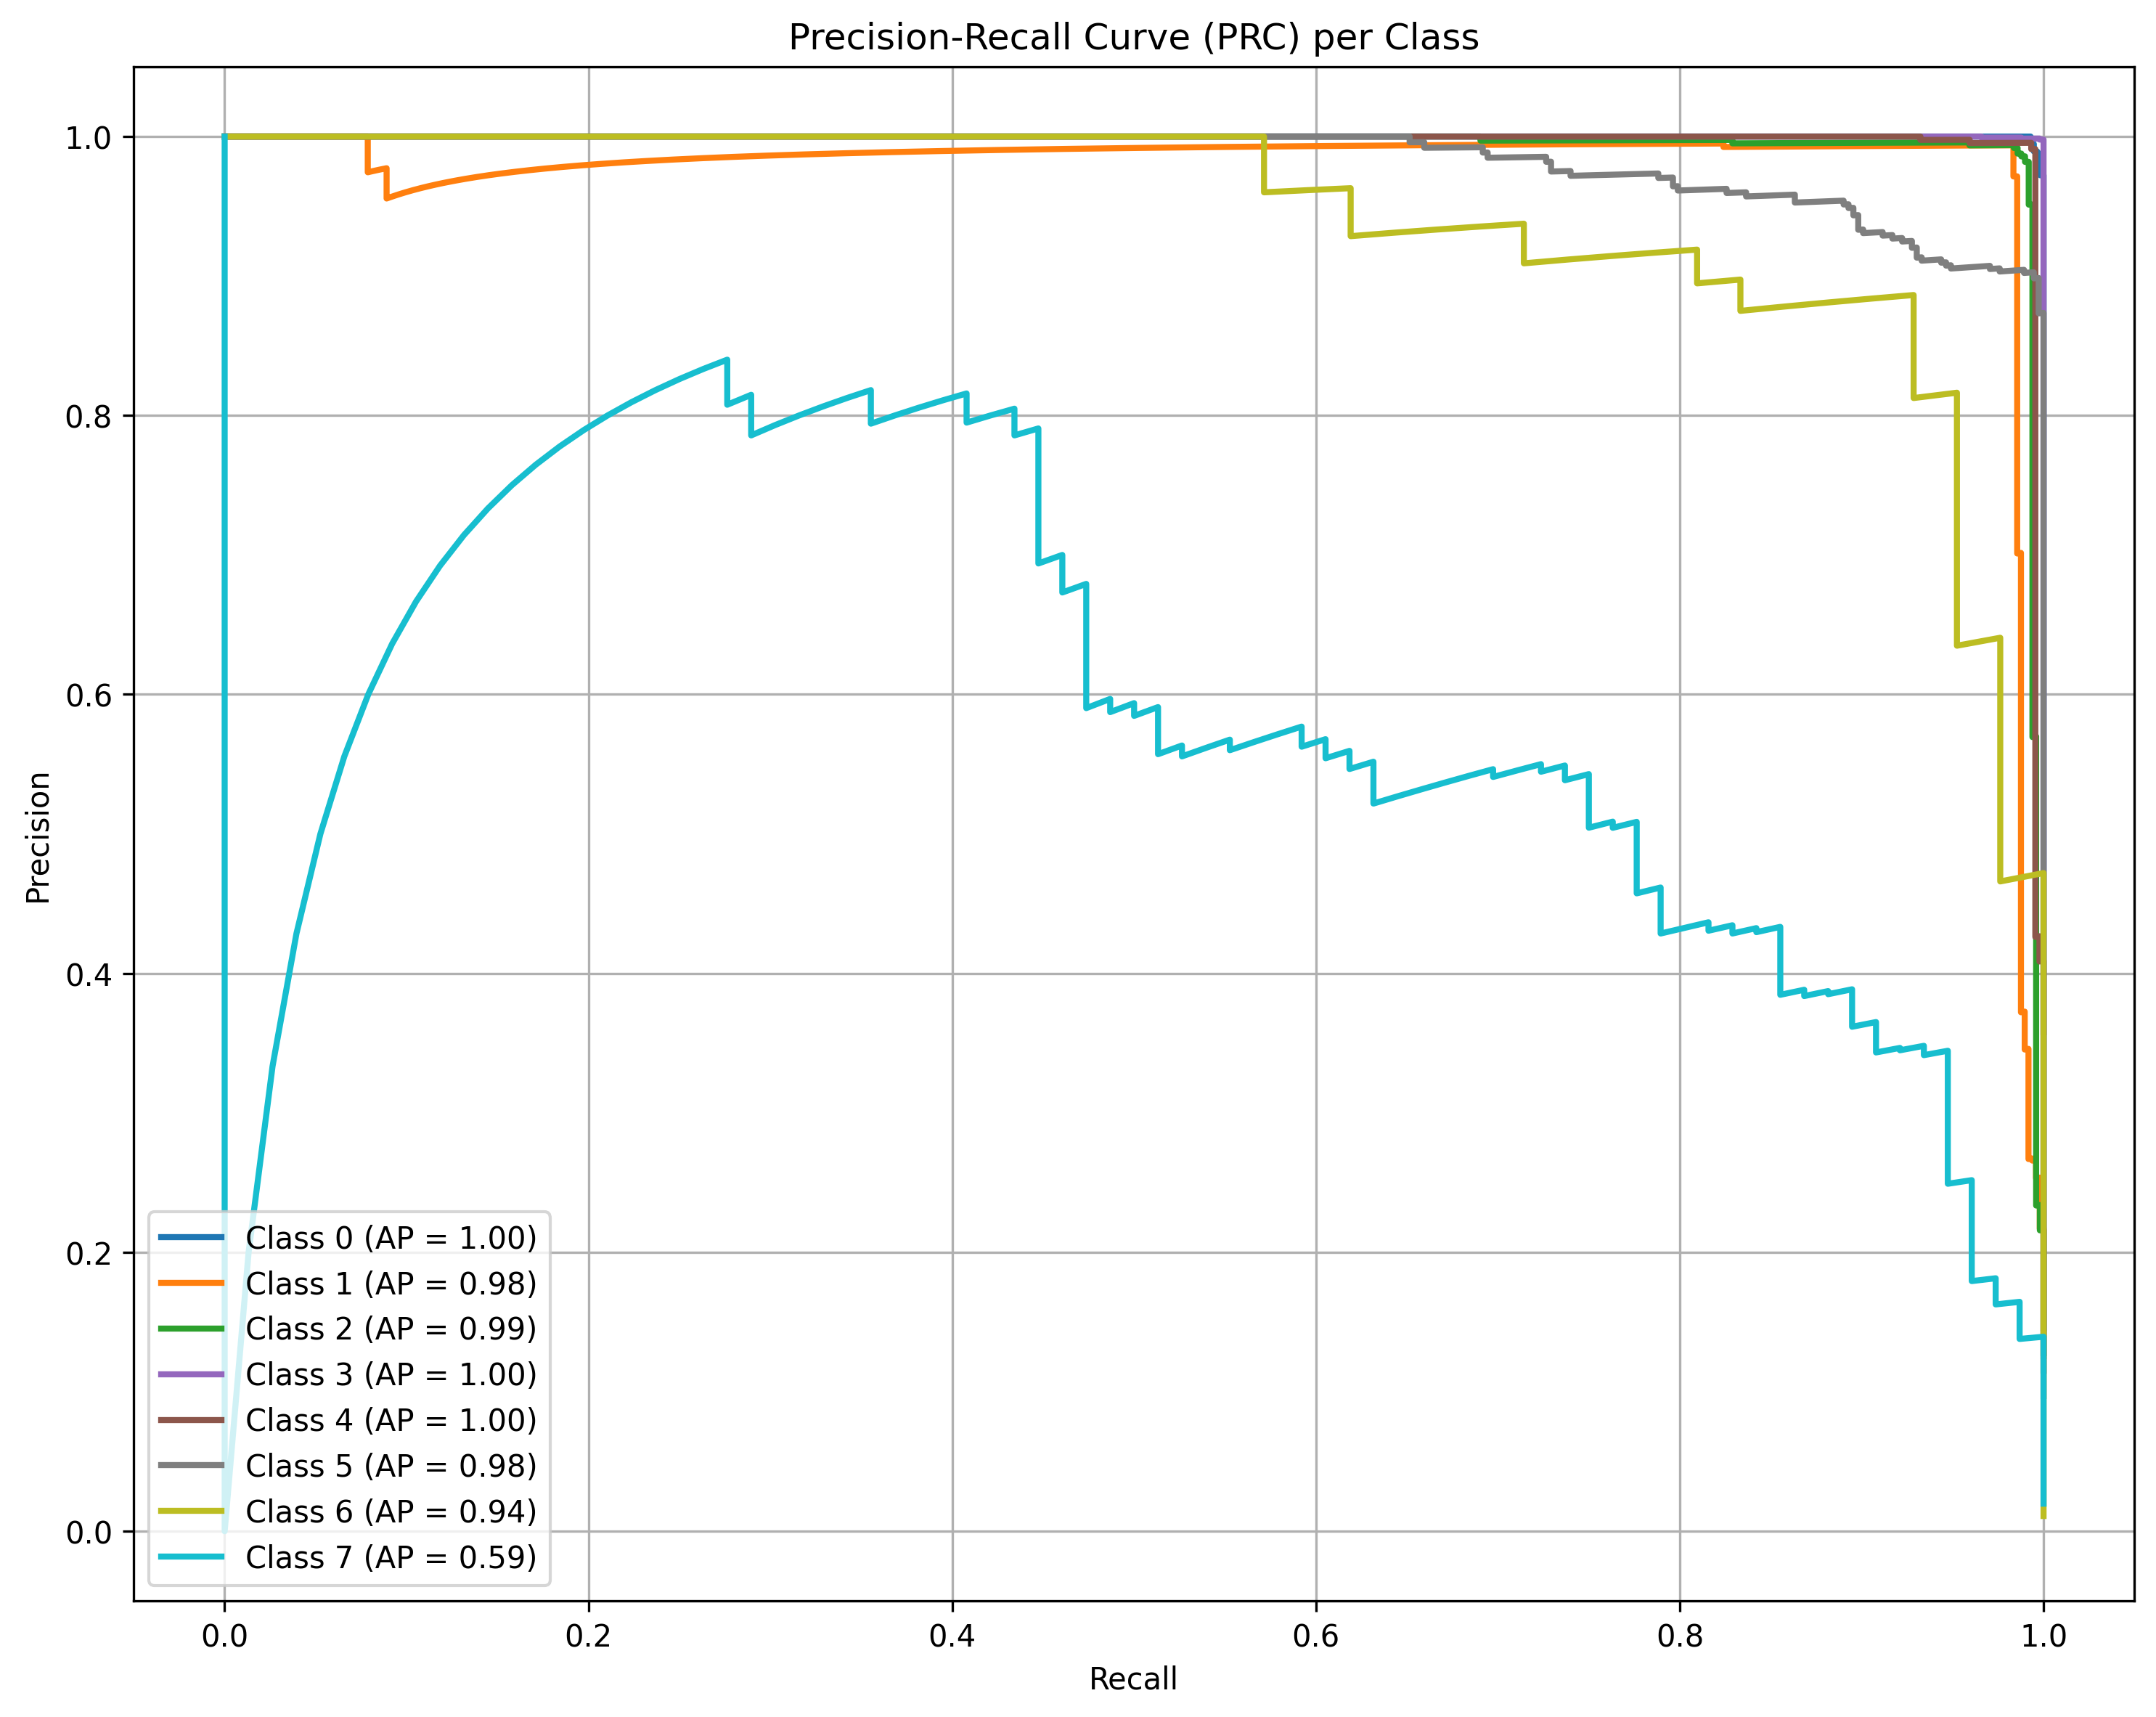 Precision-Recall Curve (PRC) per Class
1.0
0.8
0.6
0.4
0.2
0.0
Precision
Class 0 (AP = 1.00)
Class 1 (AP = 0.98)
Class 2 (AP = 0.99)
Class 3 (AP = 1.00)
Class 4 (AP = 1.00)
Class 5 (AP = 0.98)
Class 6 (AP = 0.94)
Class 7 (AP = 0.59)
0.0 0.2 0.4 0.6 0.8 1.0
Recall